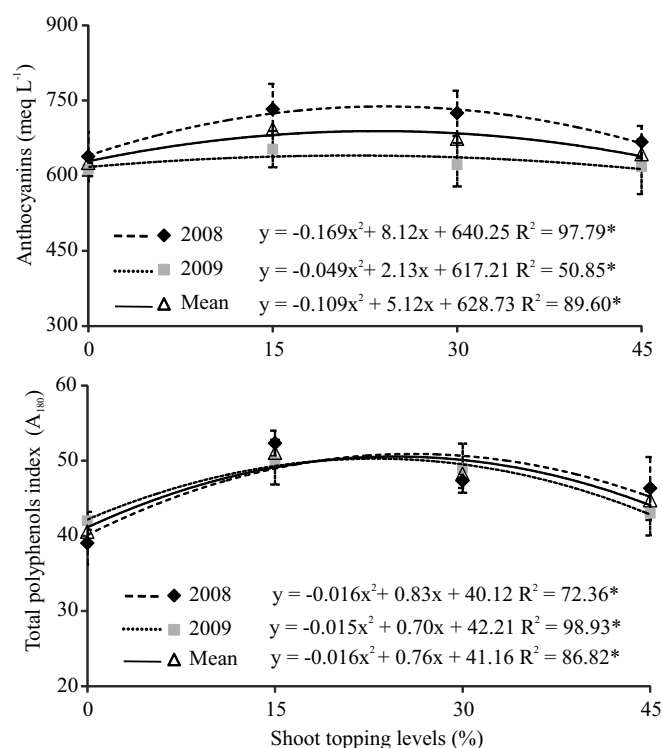 900
750
600
450
300
Anthocyanins (meq L⁻¹)
2008 y = -0.169x² + 8.12x + 640.25 R² = 97.79*
2009 y = -0.049x² + 2.13x + 617.21 R² = 50.85*
Mean y = -0.109x² + 5.12x + 628.73 R² = 89.60*
0 15 30 45
60
50
40
30
20
Total polyphenols index (A₁₈₀)
2008 y = -0.016x² + 0.83x + 40.12 R² = 72.36*
2009 y = -0.015x² + 0.70x + 42.21 R² = 98.93*
Mean y = -0.016x² + 0.76x + 41.16 R² = 86.82*
0 15 30 45
Shoot topping levels (%)